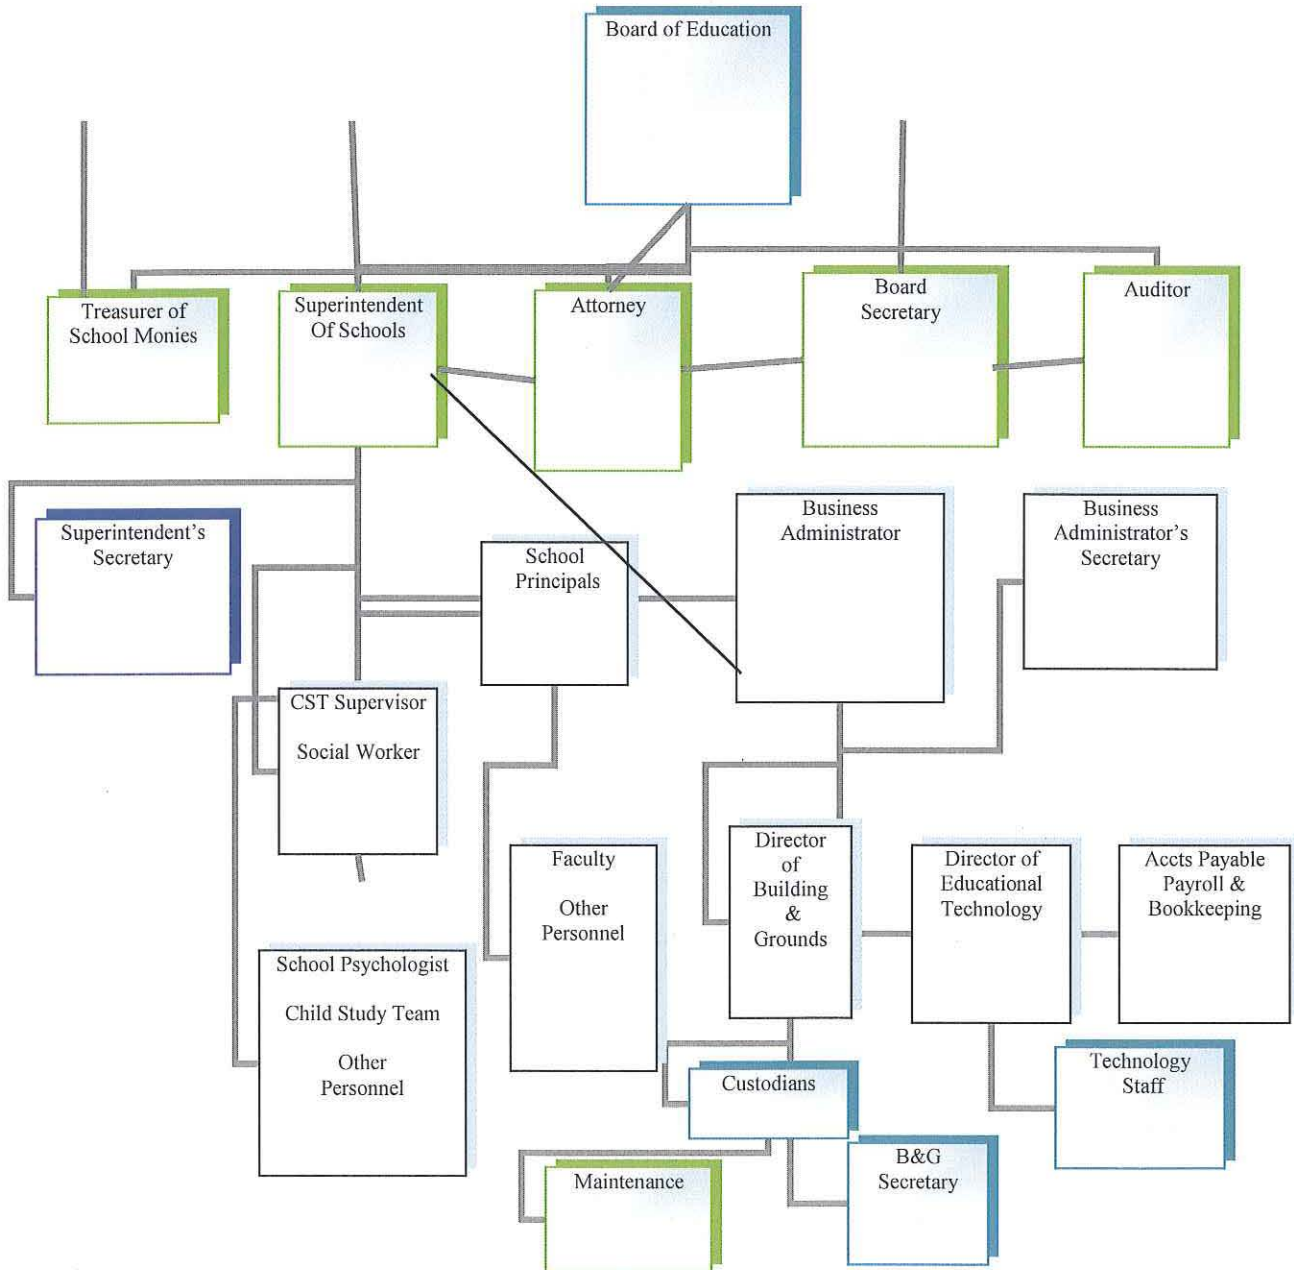 Board of Education
Treasurer of
School Monies
Superintendent
Of Schools
Attorney
Board
Secretary
Auditor
Superintendent's
Secretary
School
Principals
Business
Administrator
Business
Administrator's
Secretary
CST Supervisor
Social Worker
Faculty
Other
Personnel
Director
of
Building
&
Grounds
Director of
Educational
Technology
Accts Payable
Payroll &
Bookkeeping
School Psychologist
Child Study Team
Other
Personnel
Custodians
Technology
Staff
Maintenance
B&G
Secretary